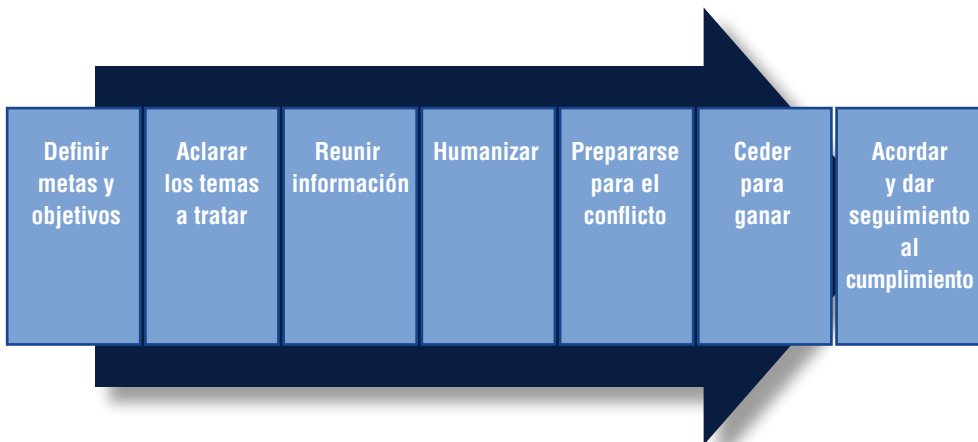 Definir
metas y
objetivos
Aclarar
los temas
a tratar
Reunir
información
Humanizar
Prepararse
para el
conflicto
Ceder
para
ganar
Acordar
y dar
seguimiento
al
cumplimiento